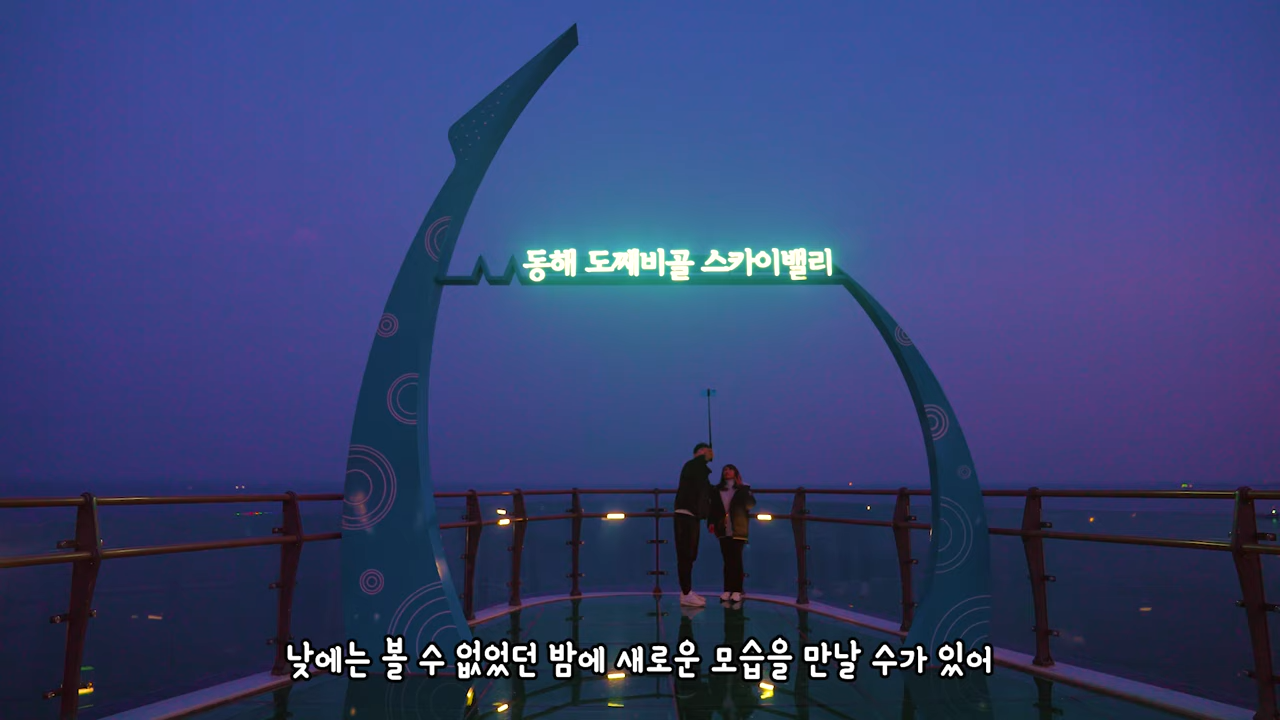 동해 도째비골 스카이밸리
낮에는 볼 수 없었던 밤에 새로운 모습을 만날 수가 있어